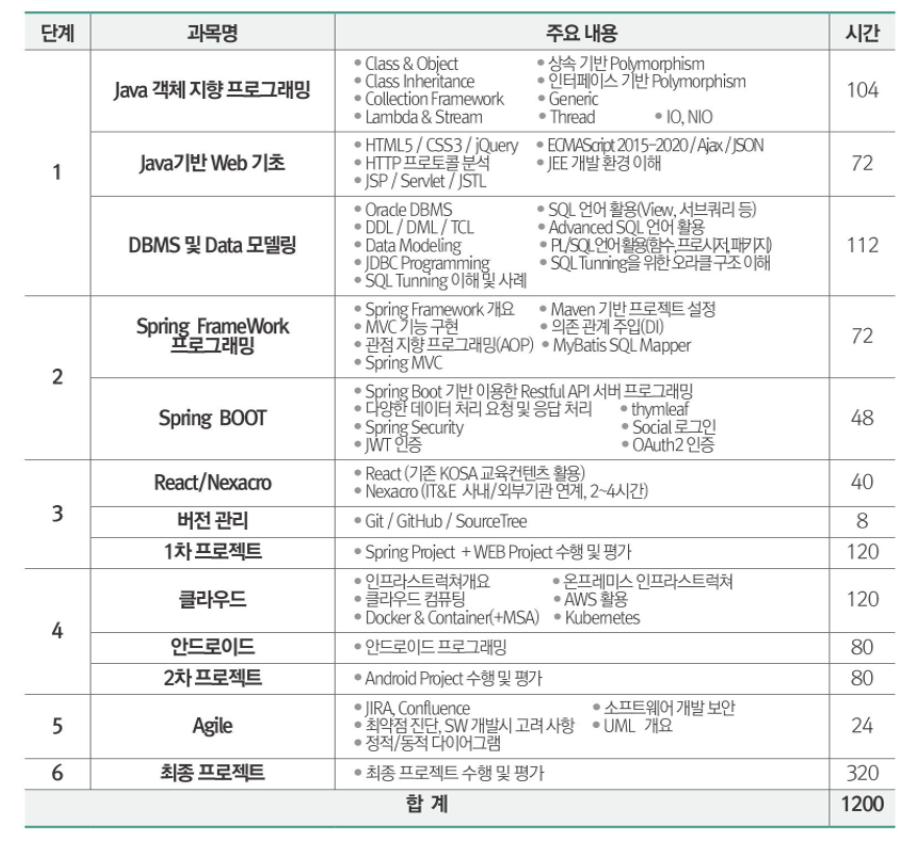 단계 과목명 주요 내용 시간
1
Java 객체 지향 프로그래밍
• Class & Object • 상속 기반 Polymorphism
• Class Inheritance • 인터페이스 기반 Polymorphism
• Collection Framework • Generic
• Lambda & Stream • Thread • IO, NIO
104
Java기반 Web 기초
• HTML5 / CSS3 / jQuery • ECMAScript 2015-2020 / Ajax / JSON
• HTTP 프로토콜 분석 • JEE 개발 환경 이해
• JSP / Servlet / JSTL
72
DBMS 및 Data 모델링
• Oracle DBMS • SQL 언어 활용(View, 서브쿼리 등)
• DDL / DML / TCL • Advanced SQL 언어 활용
• Data Modeling • PL/SQL언어 활용(함수,프로시저,패키지)
• JDBC Programming • SQL Tunning을 위한 오라클 구조 이해
• SQL Tunning 이해 및 사례
112
2
Spring FrameWork
프로그래밍
• Spring Framework 개요 • Maven 기반 프로젝트 설정
• MVC 기능 구현 • 의존 관계 주입(DI)
• 관점 지향 프로그래밍(AOP) • MyBatis SQL Mapper
• Spring MVC
72
Spring BOOT
• Spring Boot 기반 이용한 Restful API 서버 프로그래밍
• 다양한 데이터 처리 요청 및 응답 처리 • thymleaf
• Spring Security • Social 로그인
• JWT 인증 • OAuth2 인증
48
3
React/Nexacro
• React (기존 KOSA 교육컨텐츠 활용)
• Nexacro (IT&E 사내/외부기관 연계, 2~4시간)
40
버전 관리 • Git / GitHub / SourceTree 8
1차 프로젝트 • Spring Project + WEB Project 수행 및 평가 120
4
클라우드
• 인프라스트럭쳐개요 • 온프레미스 인프라스트럭쳐
• 클라우드 컴퓨팅 • AWS 활용
• Docker & Container(+MSA) • Kubernetes
120
안드로이드 • 안드로이드 프로그래밍 80
2차 프로젝트 • Android Project 수행 및 평가 80
5
Agile
• JIRA, Confluence • 소프트웨어 개발 보안
• 최약점 진단, SW 개발시 고려 사항 • UML 개요
• 정적/동적 다이어그램
24
6 최종 프로젝트 • 최종 프로젝트 수행 및 평가 320
합 계 1200